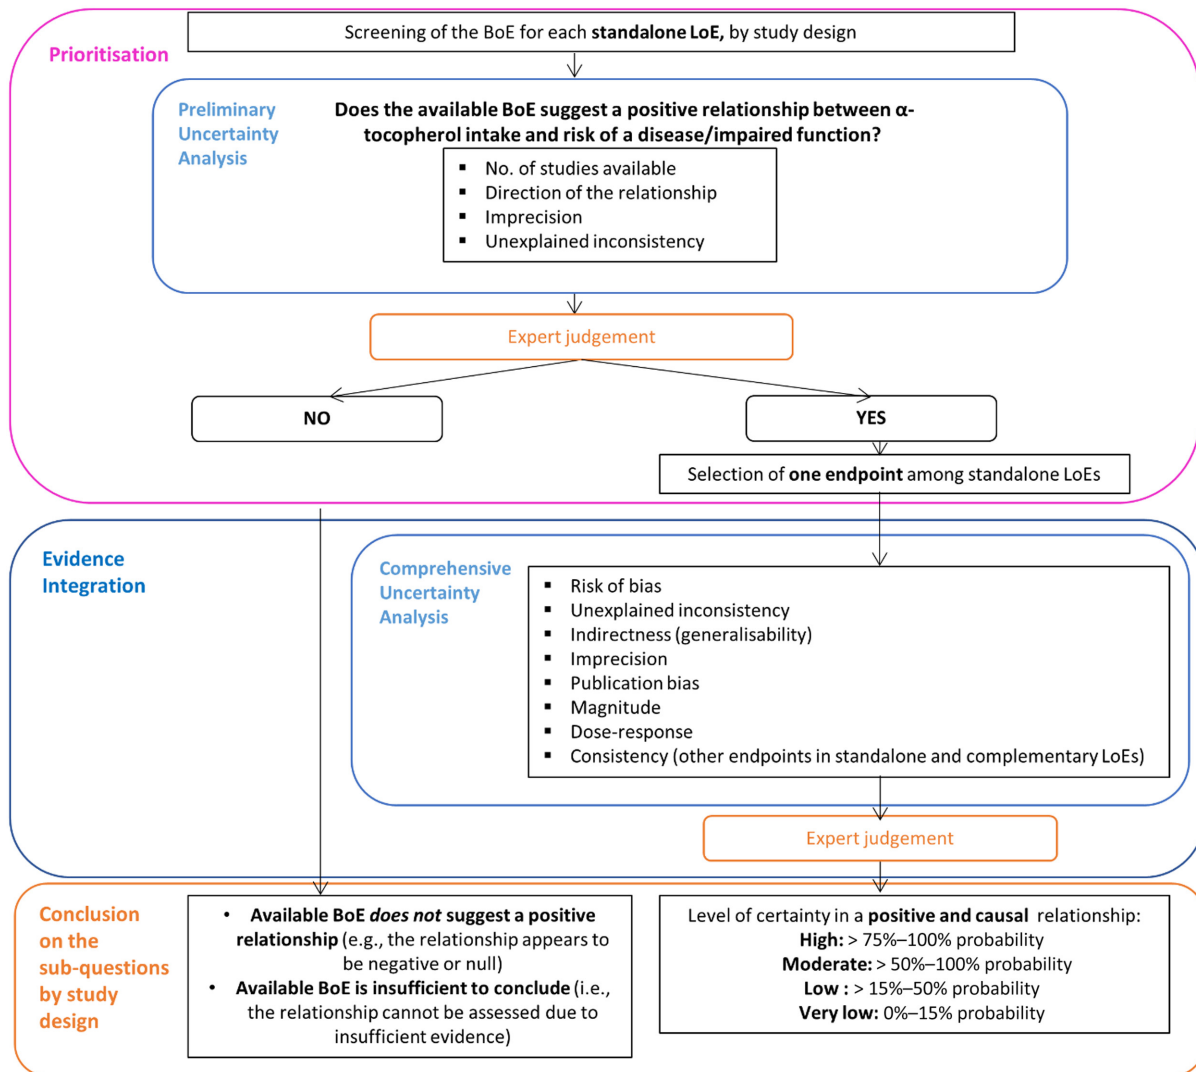 Prioritisation
Screening of the BoE for each standalone LoE, by study design
Preliminary
Uncertainty
Analysis
Does the available BoE suggest a positive relationship between α-
tocopherol intake and risk of a disease/impaired function?
▪ No. of studies available
▪ Direction of the relationship
▪ Imprecision
▪ Unexplained inconsistency
Expert judgement
NO
YES
Selection of one endpoint among standalone LoEs
Evidence
Integration
Comprehensive
Uncertainty
Analysis
▪ Risk of bias
▪ Unexplained inconsistency
▪ Indirectness (generalisability)
▪ Imprecision
▪ Publication bias
▪ Magnitude
▪ Dose-response
▪ Consistency (other endpoints in standalone and complementary LoEs)
Expert judgement
Conclusion
on the
sub-questions
by study
design
• Available BoE does not suggest a positive
relationship (e.g., the relationship appears to
be negative or null)
• Available BoE is insufficient to conclude (i.e.,
the relationship cannot be assessed due to
insufficient evidence)
Level of certainty in a positive and causal relationship:
High: > 75%–100% probability
Moderate: > 50%–100% probability
Low : > 15%–50% probability
Very low: 0%–15% probability